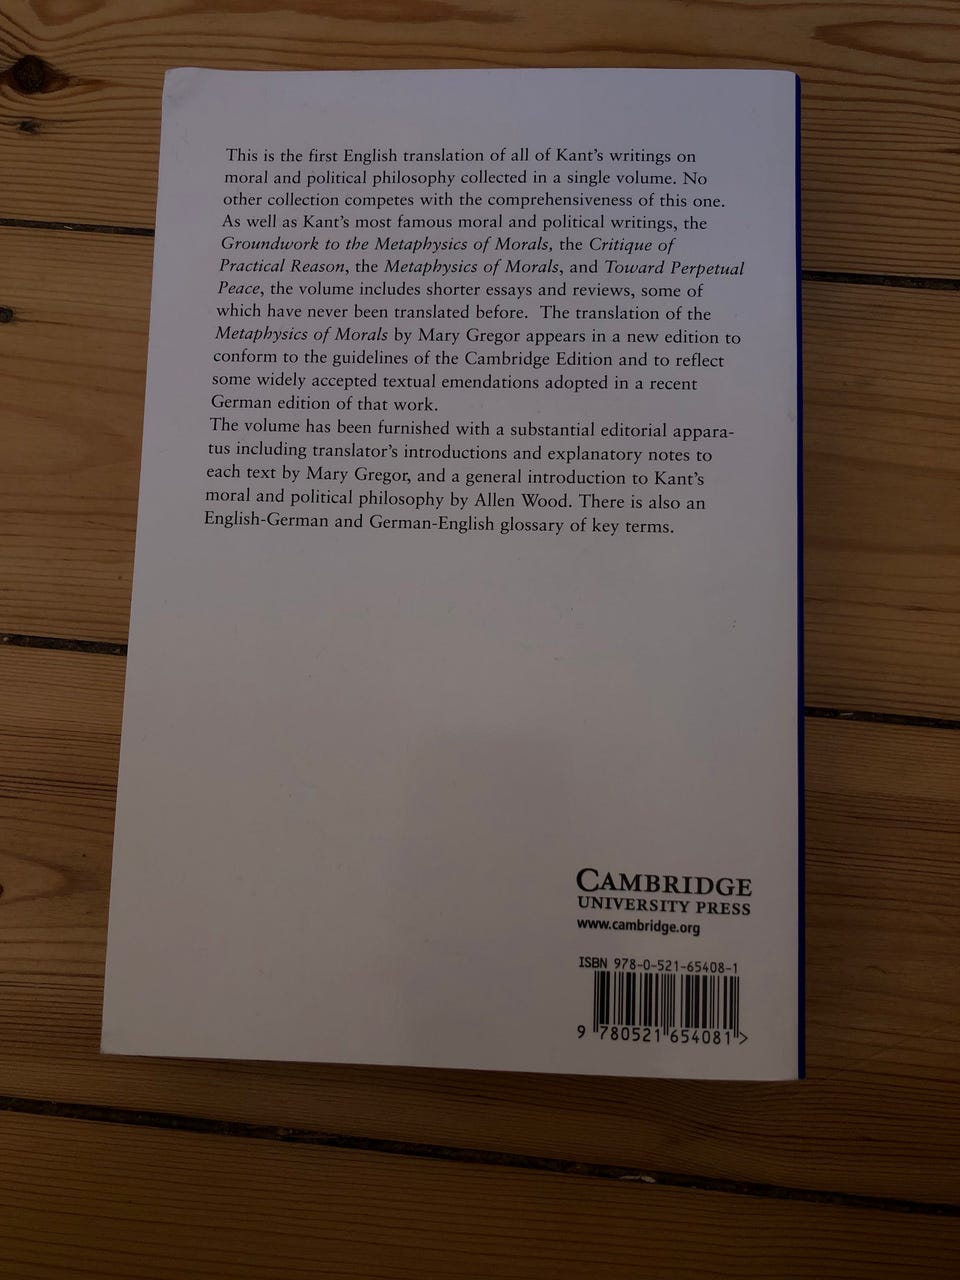 This is the first English translation of all of Kant's writings on
moral and political philosophy collected in a single volume. No
other collection competes with the comprehensiveness of this one.
As well as Kant's most famous moral and political writings, the
Groundwork to the Metaphysics of Morals, the Critique of
Practical Reason, the Metaphysics of Morals, and Toward Perpetual
Peace, the volume includes shorter essays and reviews, some of
which have never been translated before. The translation of the
Metaphysics of Morals by Mary Gregor appears in a new edition to
conform to the guidelines of the Cambridge Edition and to reflect
some widely accepted textual emendations adopted in a recent
German edition of that work.
The volume has been furnished with a substantial editorial appara-
tus including translator's introductions and explanatory notes to
each text by Mary Gregor, and a general introduction to Kant's
moral and political philosophy by Allen Wood. There is also an
English-German and German-English glossary of key terms.
CAMBRIDGE
UNIVERSITY PRESS
www.cambridge.org
ISBN 978-0-521-65408-1
9 780521 654081 >